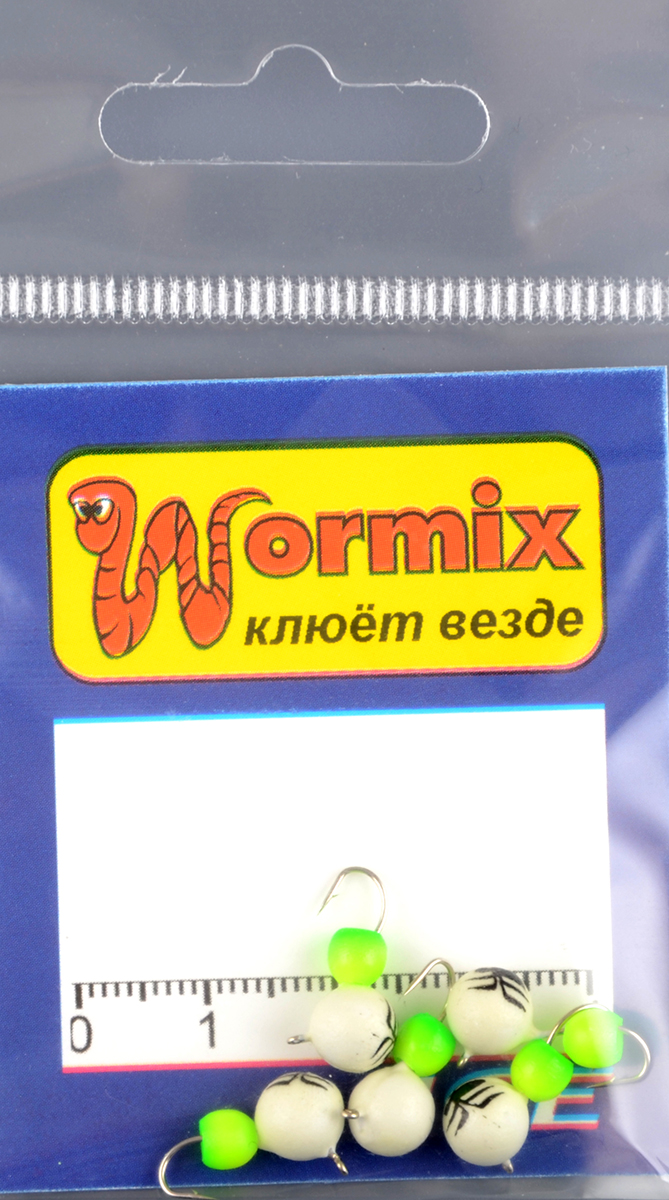 Wormix
клюёт везде
0 1